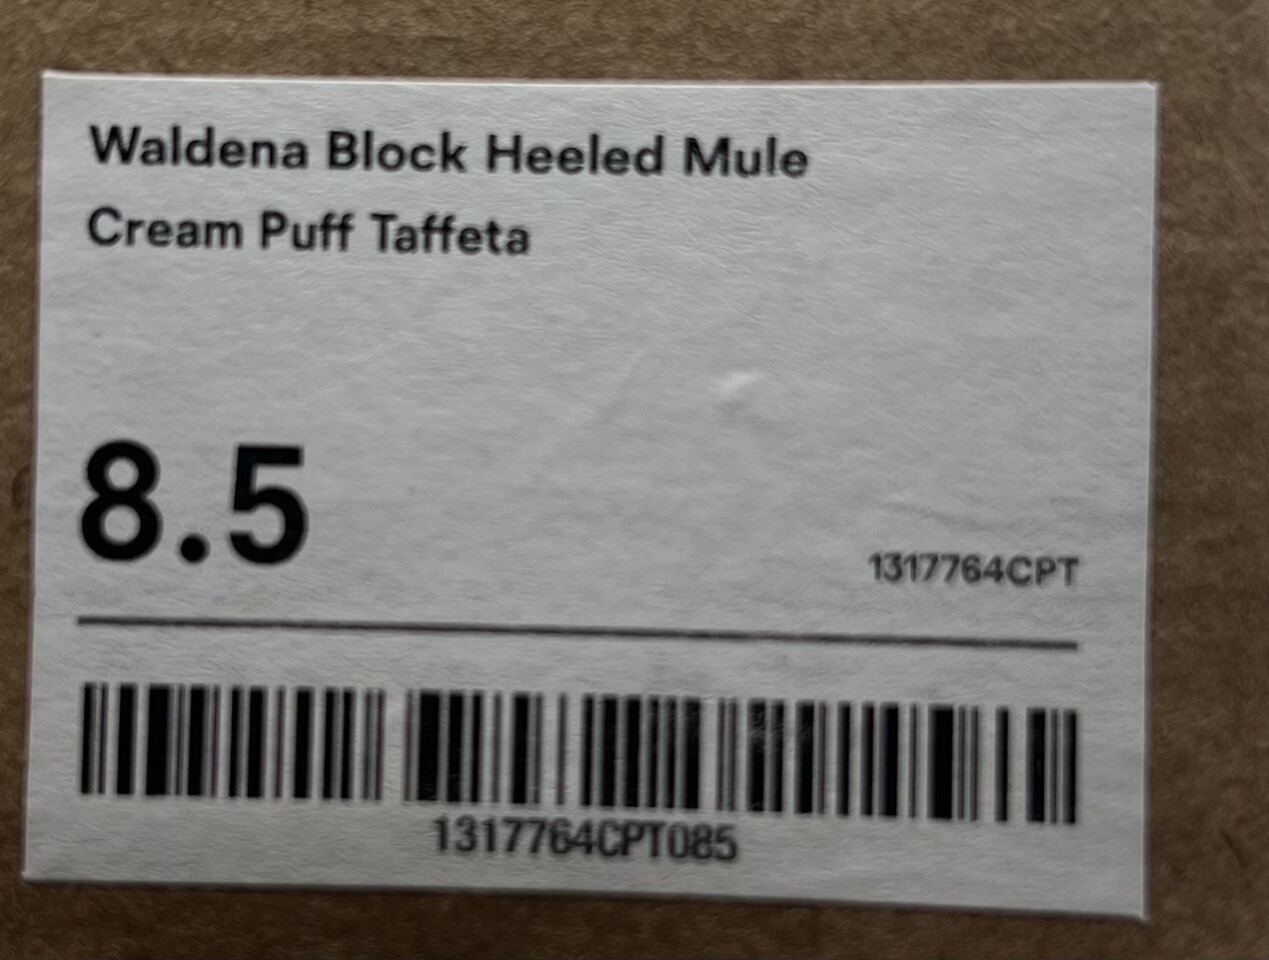 Waldena Block Heeled Mule
Cream Puff Taffeta
8.5
1317764CPT
1317764CPT085